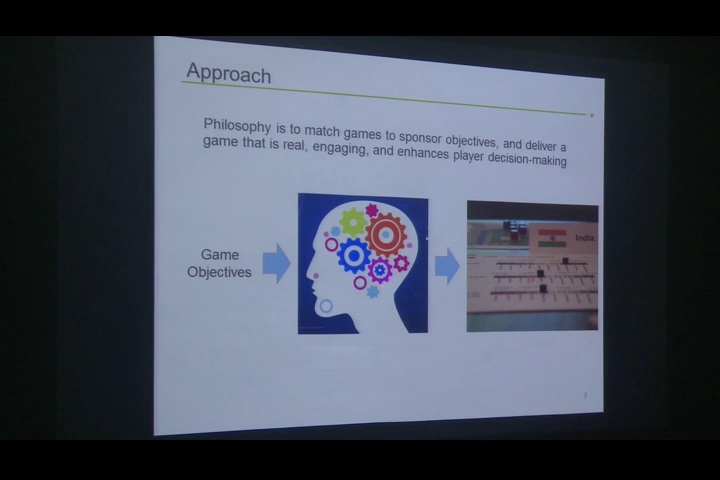 Approach
Philosophy is to match games to sponsor objectives, and deliver a
game that is real, engaging, and enhances player decision-making
Game
Objectives
India
7